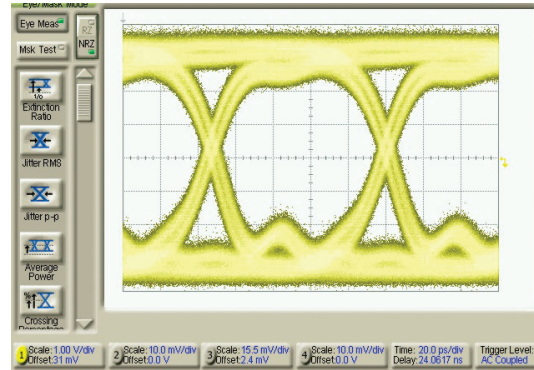 Eye/Mask Mode
Eye Meas
RZ
NRZ
Msk Test
Extinction
Ratio
Jitter RMS
Jitter p-p
Average
Power
Crossing
Percentage
1 Scale:1.00 V/div
Offset:31 mV
2 Scale:10.0 mV/div
Offset:0.0 V
3 Scale:15.5 mV/div
Offset:2.4 mV
4 Scale:10.0 mV/div
Offset:0.0 V
Time: 20.0 ps/div
Delay:24.0617 ns
Trigger Level:
AC Coupled